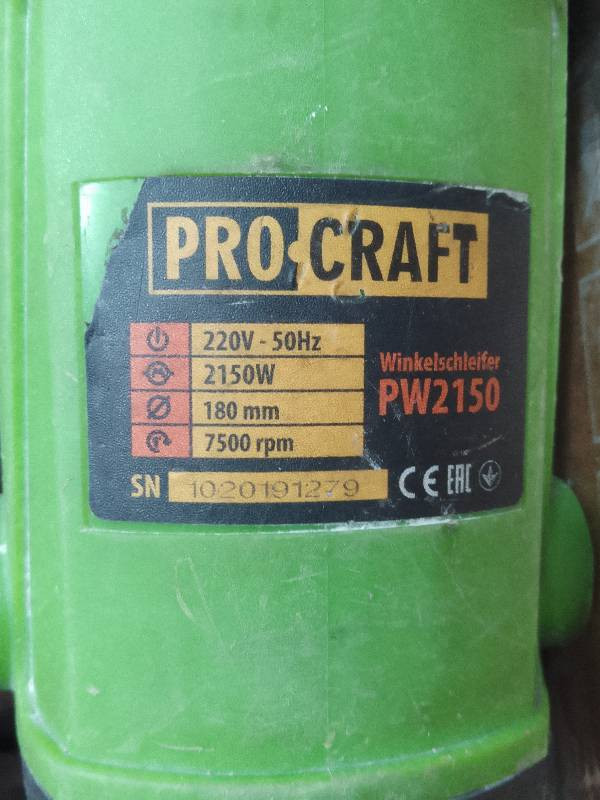 PRO CRAFT
220V - 50Hz
2150W
180 mm
7500 rpm
Winkelschleifer
PW2150
SN 1020191279 CE EAC